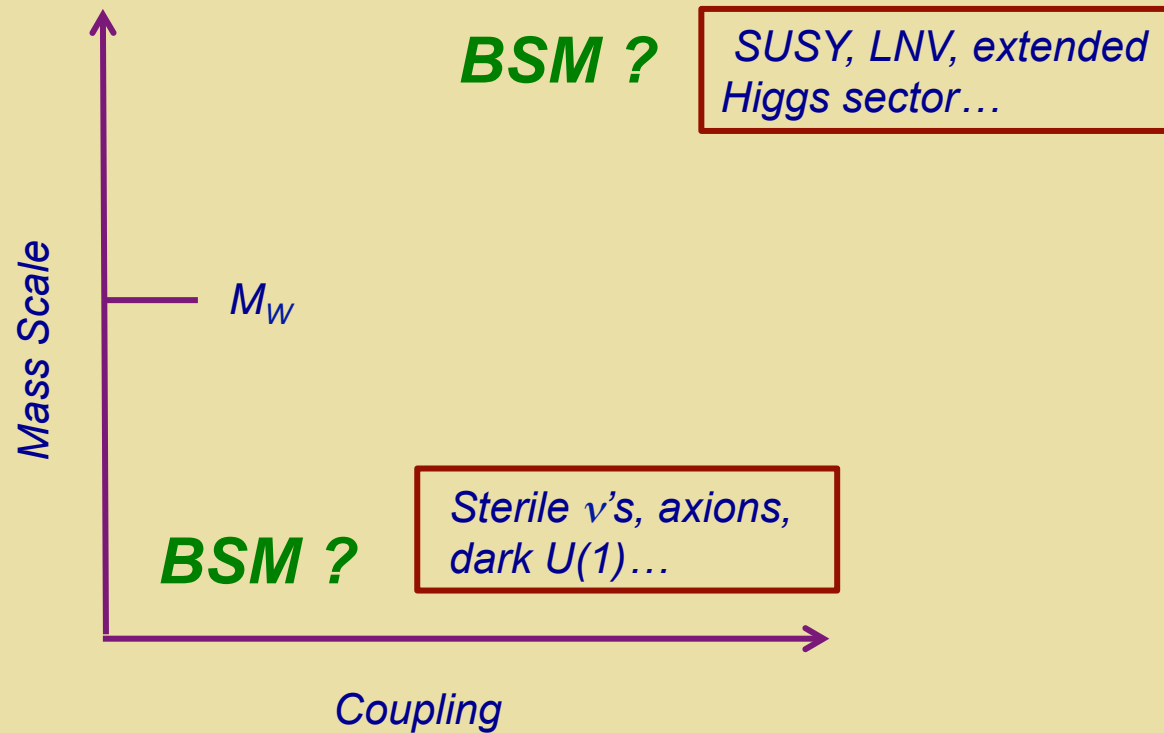 BSM ?
SUSY, LNV, extended
Higgs sector…
Mass Scale
M_W
Sterile ν's, axions,
dark U(1)…
BSM ?
Coupling